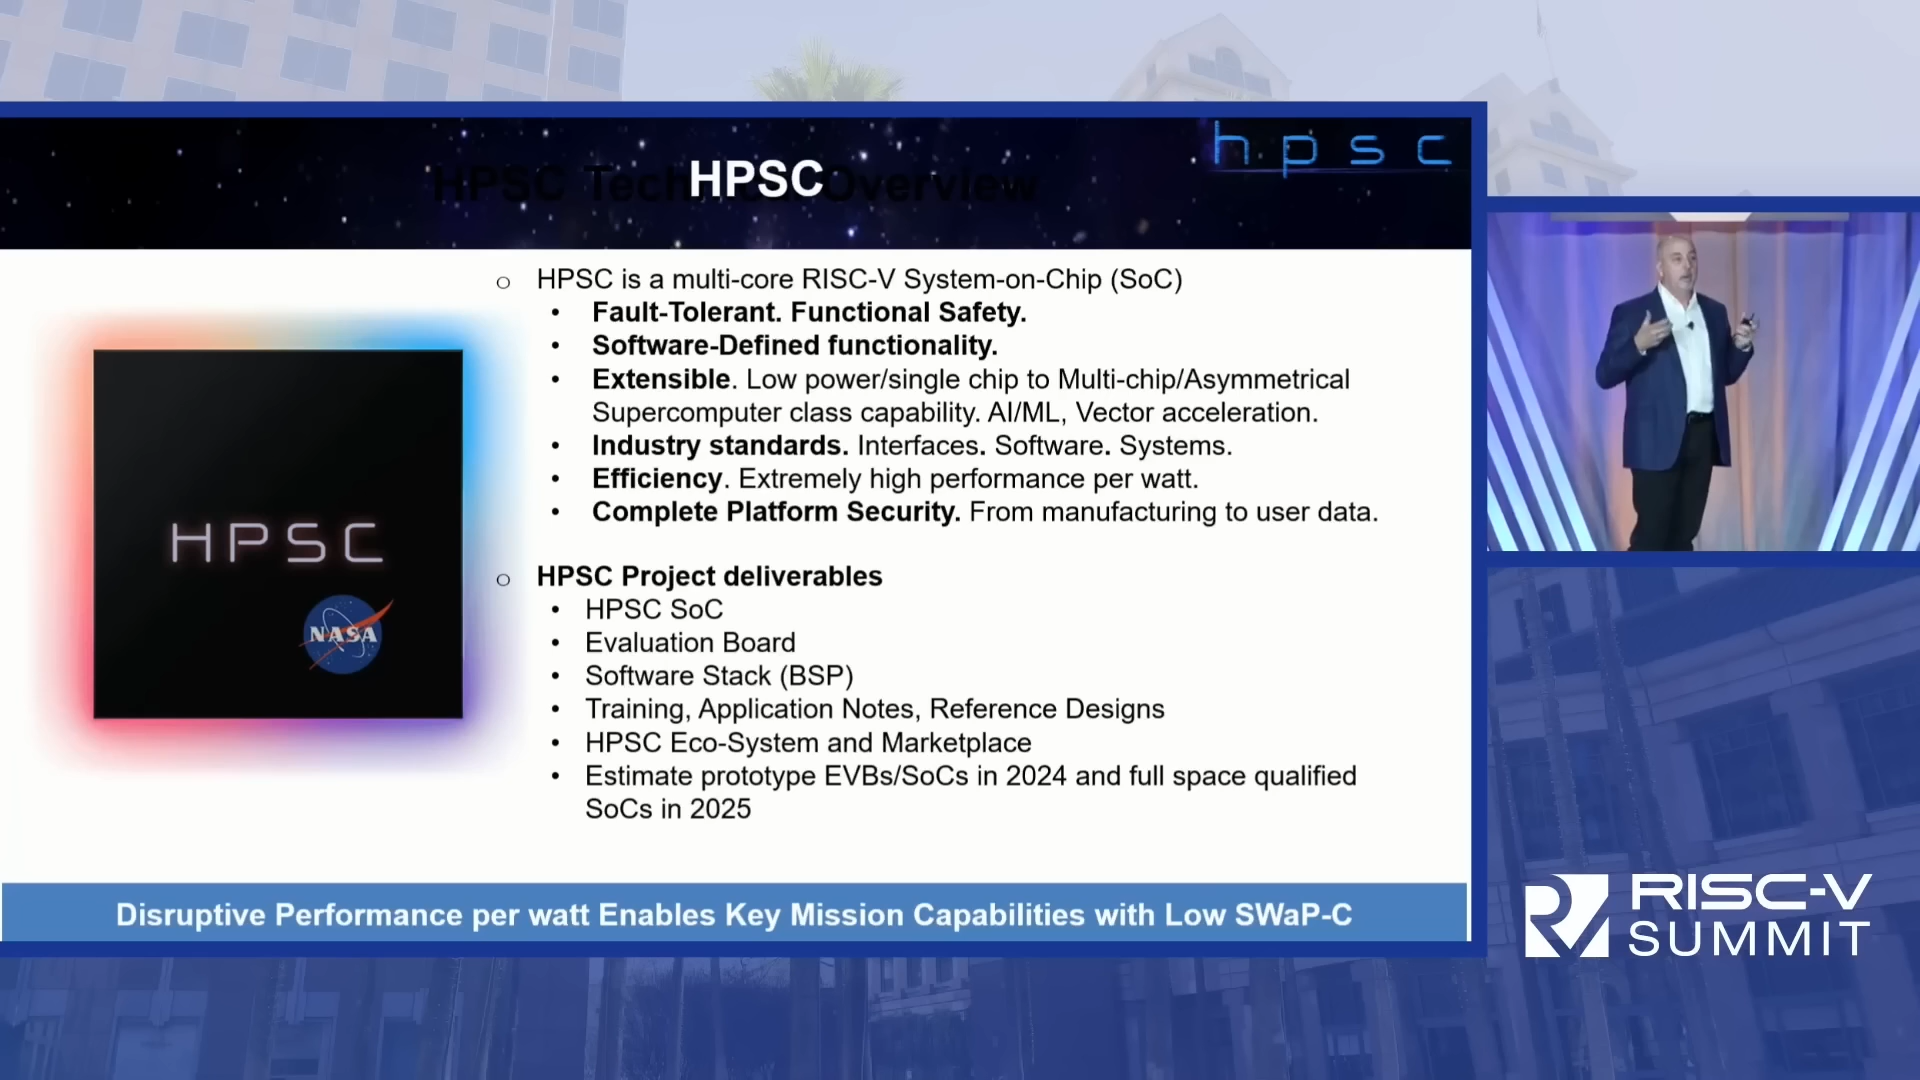 HPSC Technical Overview
HPSC
hpsc
HPSC is a multi-core RISC-V System-on-Chip (SoC)
Fault-Tolerant. Functional Safety.
Software-Defined functionality.
Extensible. Low power/single chip to Multi-chip/Asymmetrical
Supercomputer class capability. AI/ML, Vector acceleration.
Industry standards. Interfaces. Software. Systems.
Efficiency. Extremely high performance per watt.
Complete Platform Security. From manufacturing to user data.
HPSC
NASA
HPSC Project deliverables
HPSC SoC
Evaluation Board
Software Stack (BSP)
Training, Application Notes, Reference Designs
HPSC Eco-System and Marketplace
Estimate prototype EVBs/SoCs in 2024 and full space qualified
SoCs in 2025
Disruptive Performance per watt Enables Key Mission Capabilities with Low SWaP-C
RISC-V
SUMMIT